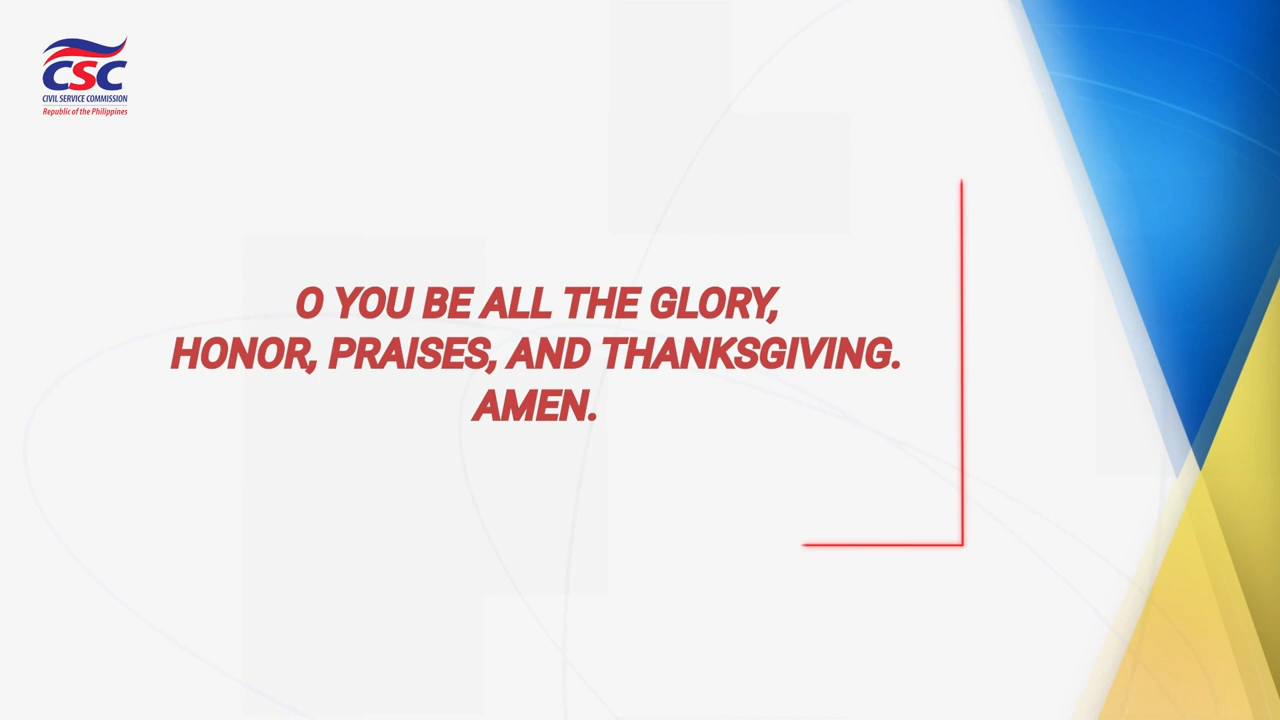 CSC
CIVIL SERVICE COMMISSION
Republic of the Philippines
O YOU BE ALL THE GLORY,
HONOR, PRAISES, AND THANKSGIVING.
AMEN.